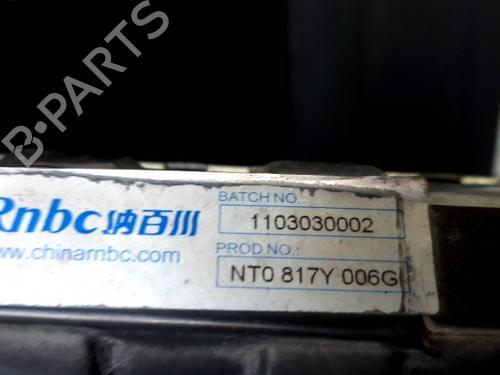 B-PARTS
BATCH NO.:
Rnbc纳百川
1103030002
www.chinarnbc.com
PROD NO.:
NT0 817Y 006G